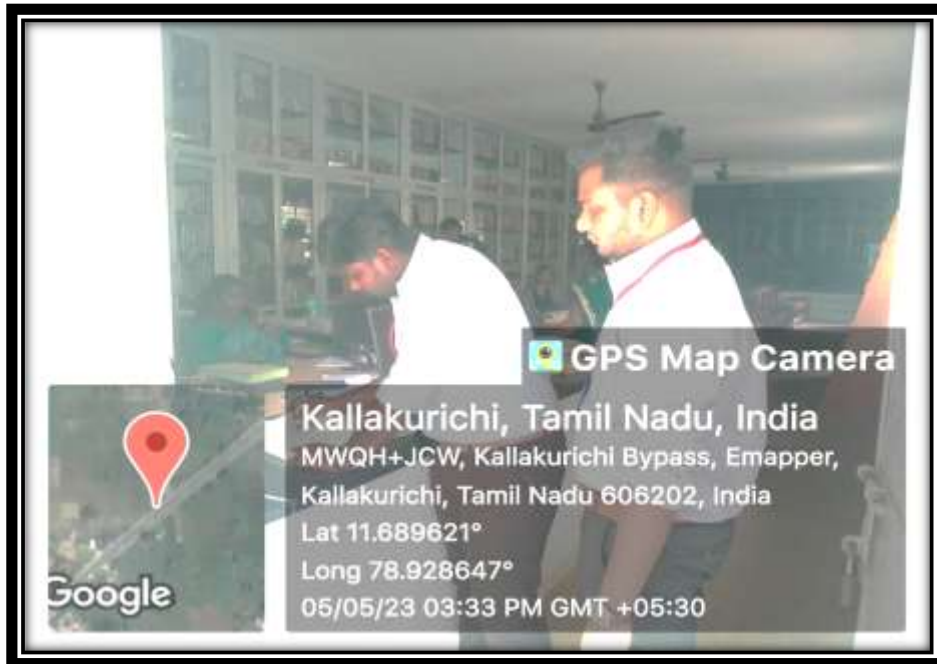 GPS Map Camera
Kallakurichi, Tamil Nadu, India
MWQH+JCW, Kallakurichi Bypass, Emapper,
Kallakurichi, Tamil Nadu 606202, India
Lat 11.689621°
Long 78.928647°
05/05/23 03:33 PM GMT +05:30
Google